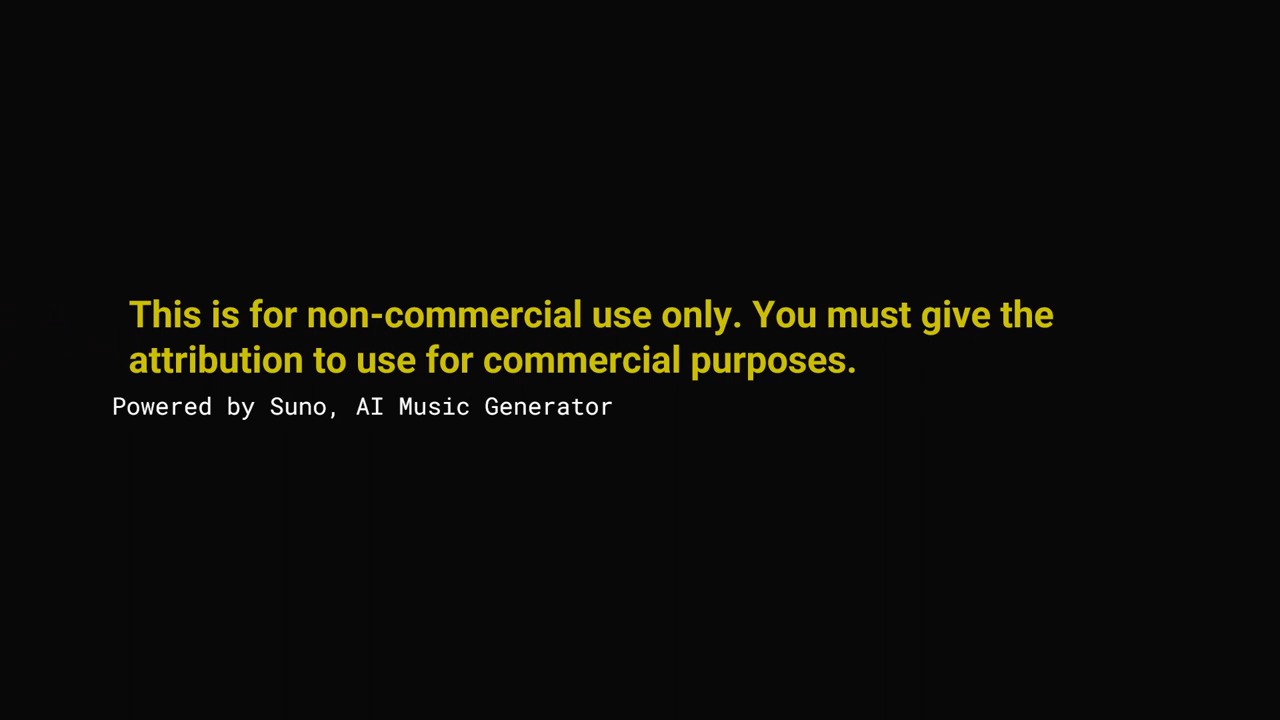 This is for non-commercial use only. You must give the
attribution to use for commercial purposes.
Powered by Suno, AI Music Generator